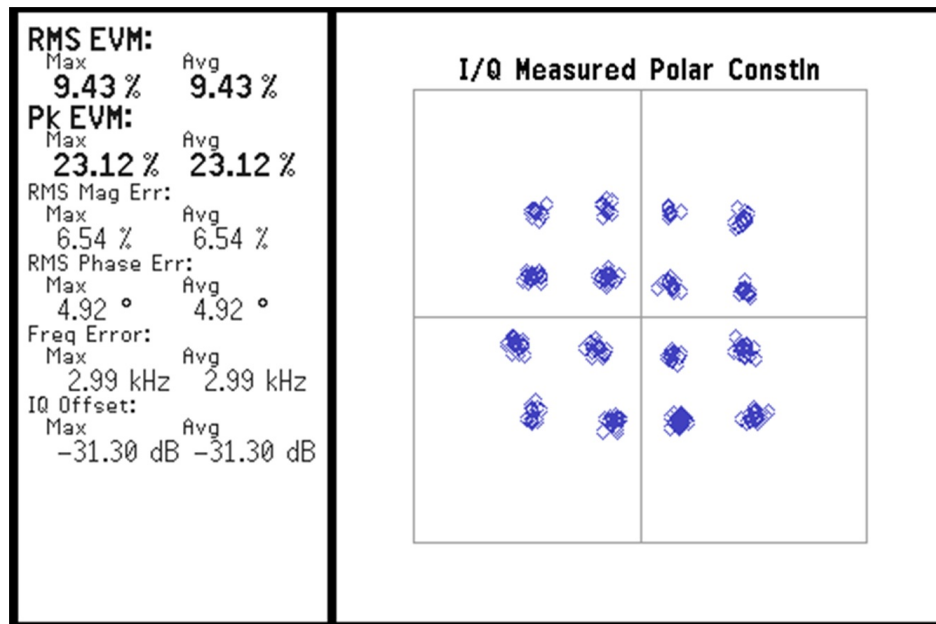 RMS EVM:
Max Avg
9.43 % 9.43 %
Pk EVM:
Max Avg
23.12 % 23.12 %
RMS Mag Err:
Max Avg
6.54 % 6.54 %
RMS Phase Err:
Max Avg
4.92 ° 4.92 °
Freq Error:
Max Avg
2.99 kHz 2.99 kHz
IQ Offset:
Max Avg
-31.30 dB -31.30 dB
I/Q Measured Polar Constln